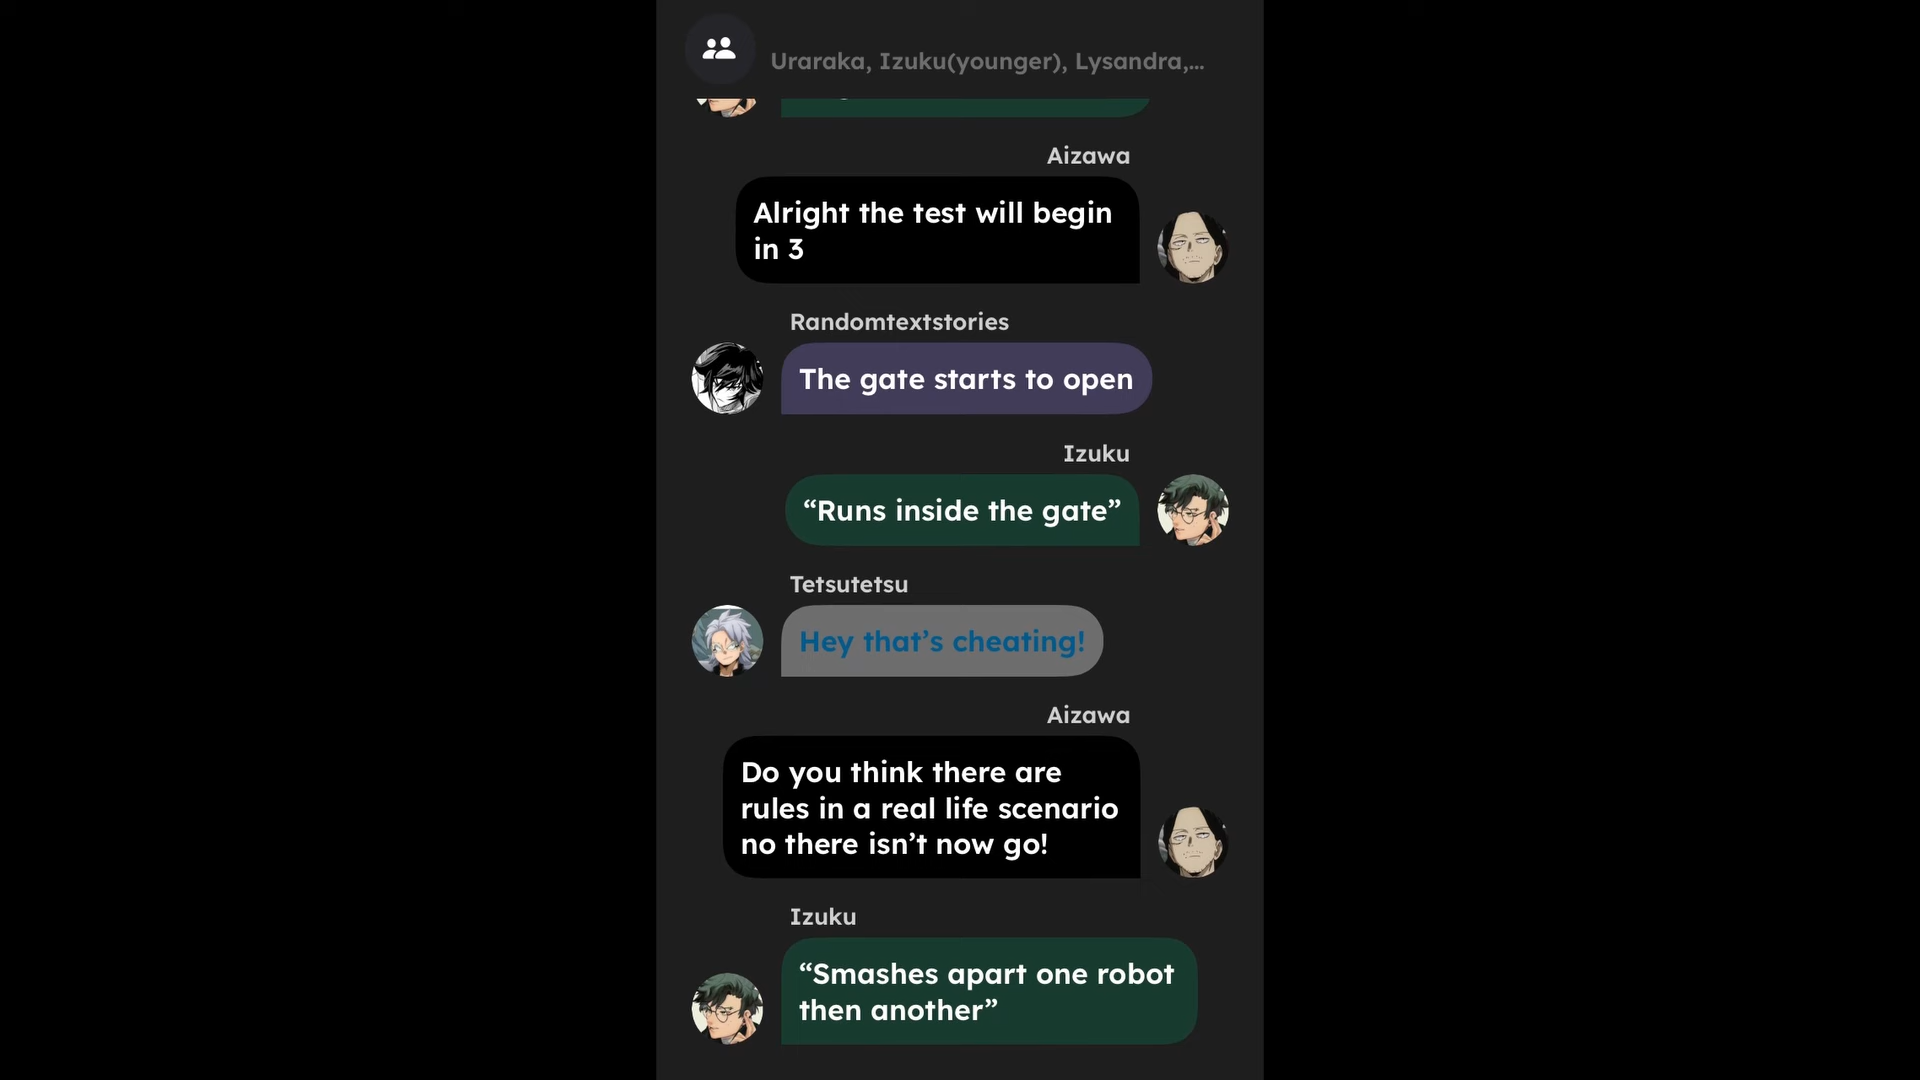 Uraraka, Izuku(younger), Lysandra,...
Aizawa
Alright the test will begin
in 3
Randomtextstories
The gate starts to open
Izuku
“Runs inside the gate”
Tetsutetsu
Hey that’s cheating!
Aizawa
Do you think there are
rules in a real life scenario
no there isn’t now go!
Izuku
“Smashes apart one robot
then another”